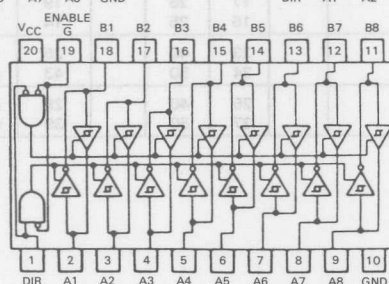 ENABLE
VCC G B1 B2 B3 B4 B5 B6 B7 B8
20 19 18 17 16 15 14 13 12 11
1 2 3 4 5 6 7 8 9 10
DIR A1 A2 A3 A4 A5 A6 A7 A8 GND